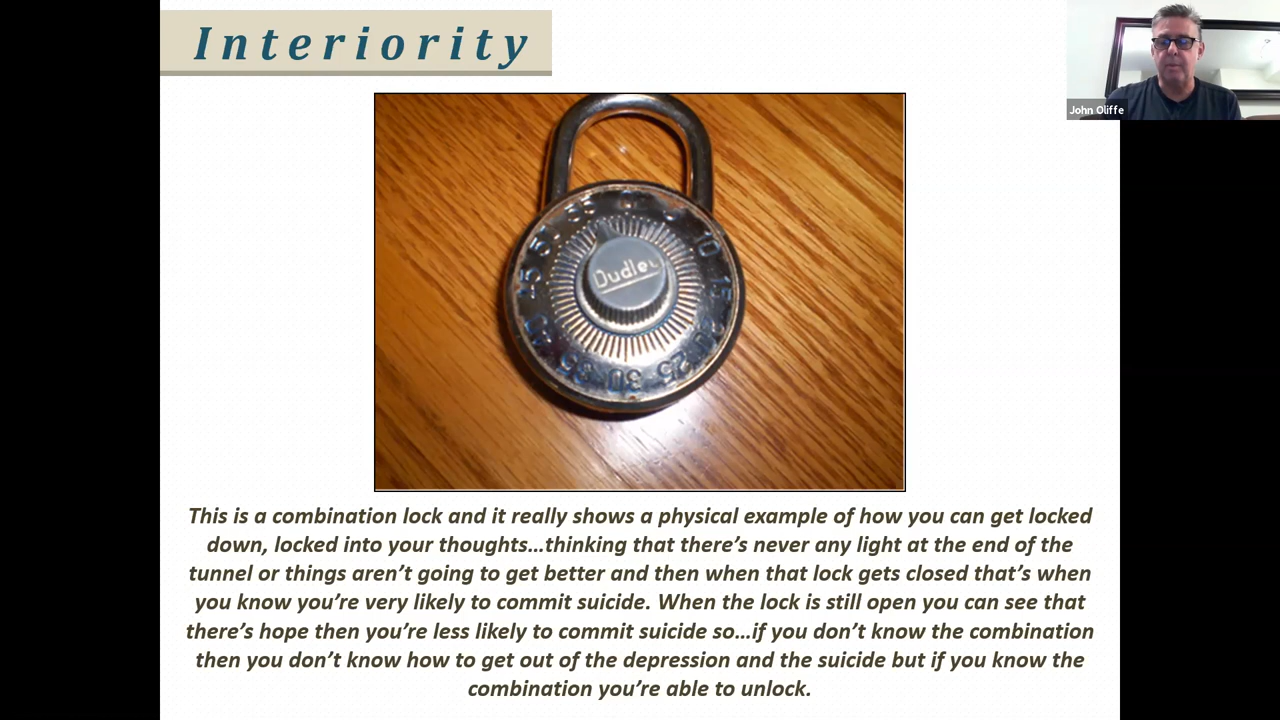 Interiority
John Oliffe
Dudley
10
15
25
30
This is a combination lock and it really shows a physical example of how you can get locked
down, locked into your thoughts…thinking that there's never any light at the end of the
tunnel or things aren't going to get better and then when that lock gets closed that's when
you know you're very likely to commit suicide. When the lock is still open you can see that
there's hope then you're less likely to commit suicide so…if you don't know the combination
then you don't know how to get out of the depression and the suicide but if you know the
combination you're able to unlock.